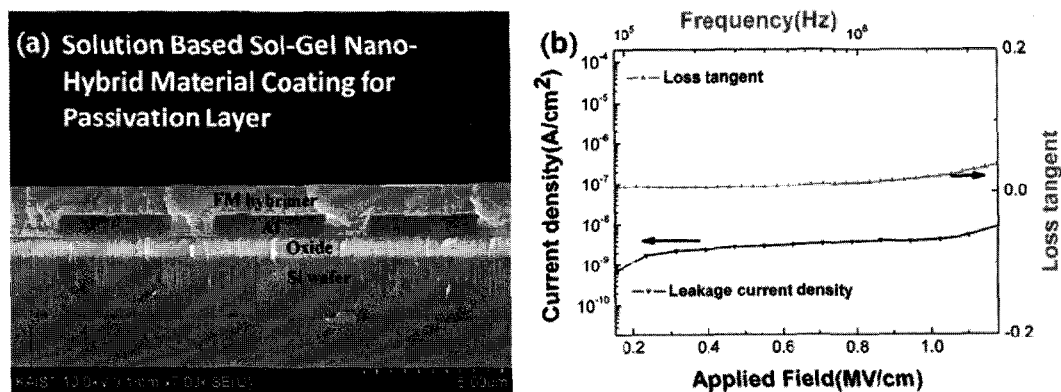 (a) Solution Based Sol-Gel Nano-
Hybrid Material Coating for
Passivation Layer
FM hybrimer
Al
Oxide
Si wafer
5.00um
(b)
Frequency(Hz)
10⁵
10⁶
0.2
0.0
-0.2
Loss tangent
Current density(A/cm²)
10⁻⁴
10⁻⁵
10⁻⁶
10⁻⁷
10⁻⁸
10⁻⁹
10⁻¹⁰
Loss tangent
Leakage current density
0.2 0.4 0.6 0.8 1.0
Applied Field(MV/cm)